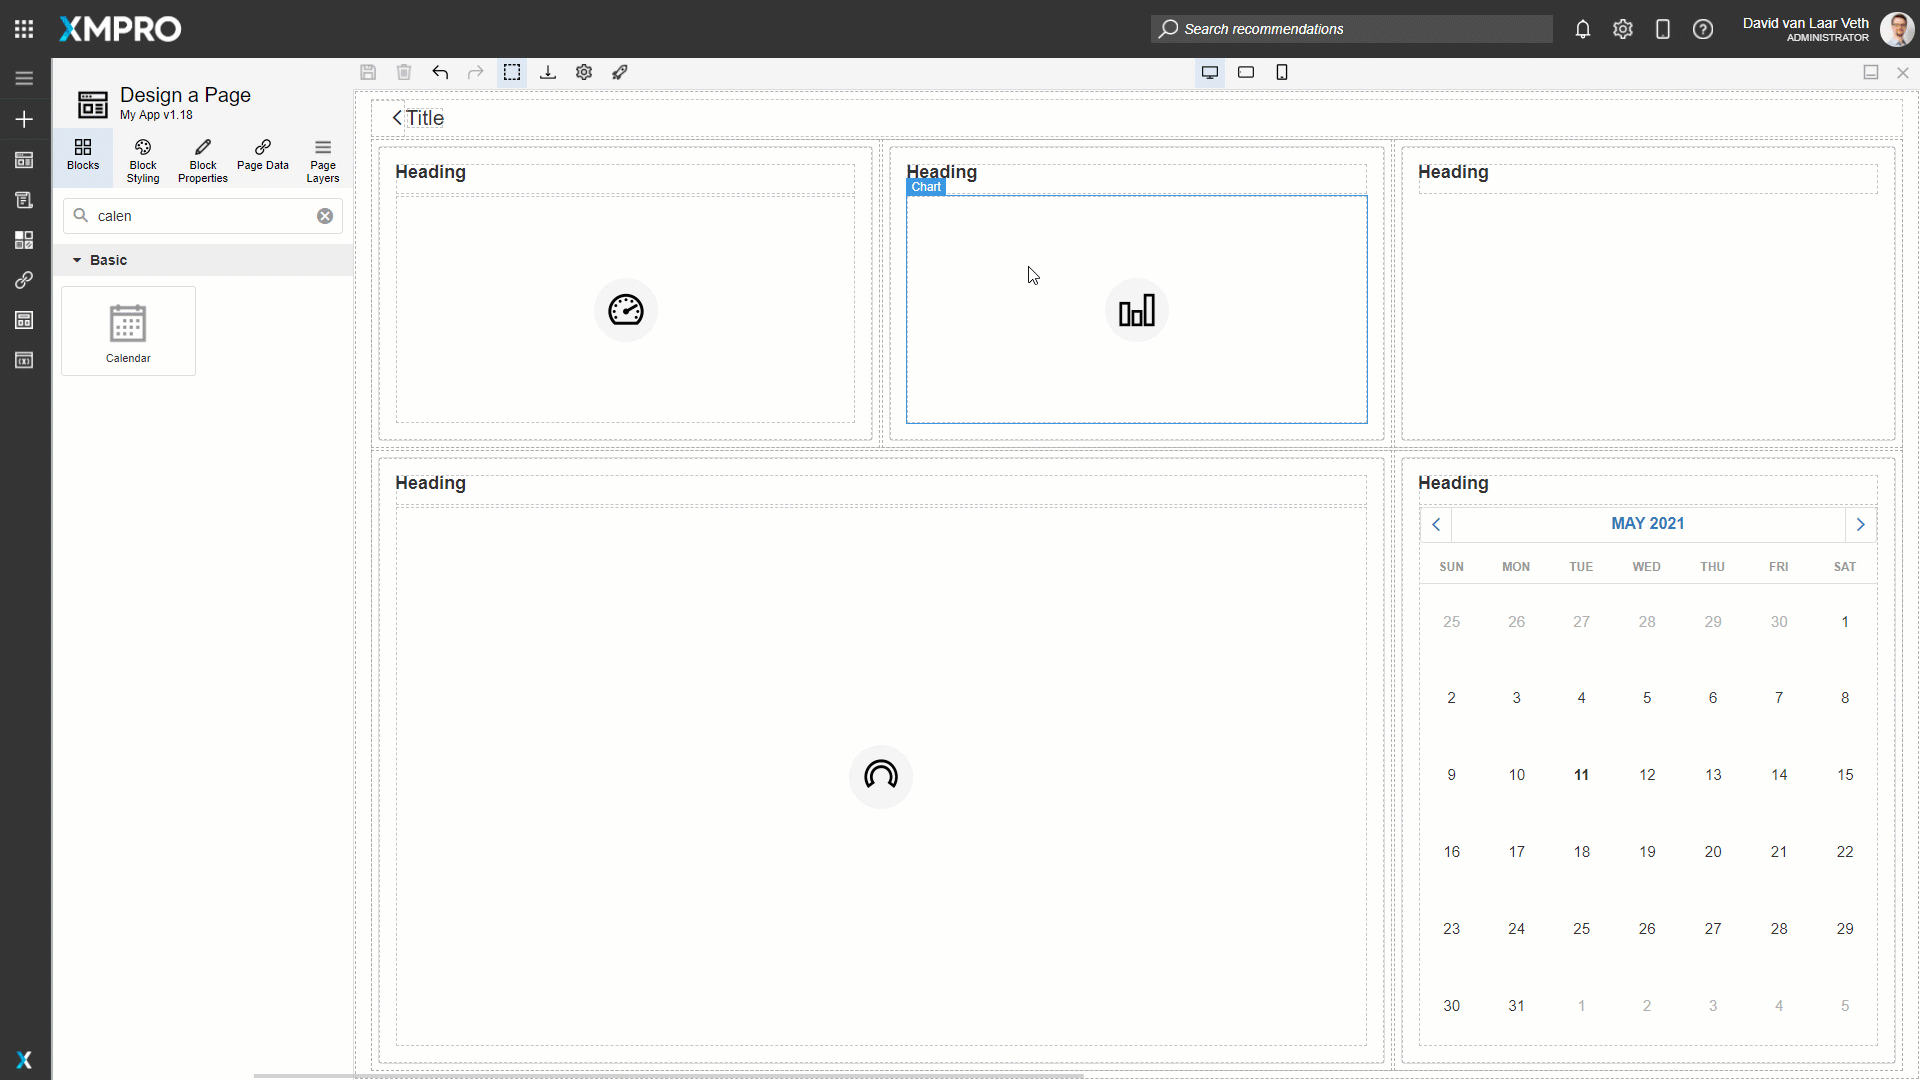 XMPRO
Search recommendations
David van Laar Veth
ADMINISTRATOR
Design a Page
My App v1.18
Blocks
Block Styling
Block Properties
Page Data
Page Layers
calen
Basic
Calendar
Title
Heading
Heading
Chart
Heading
Heading
Heading
MAY 2021
SUN MON TUE WED THU FRI SAT
25 26 27 28 29 30 1
2 3 4 5 6 7 8
9 10 11 12 13 14 15
16 17 18 19 20 21 22
23 24 25 26 27 28 29
30 31 1 2 3 4 5